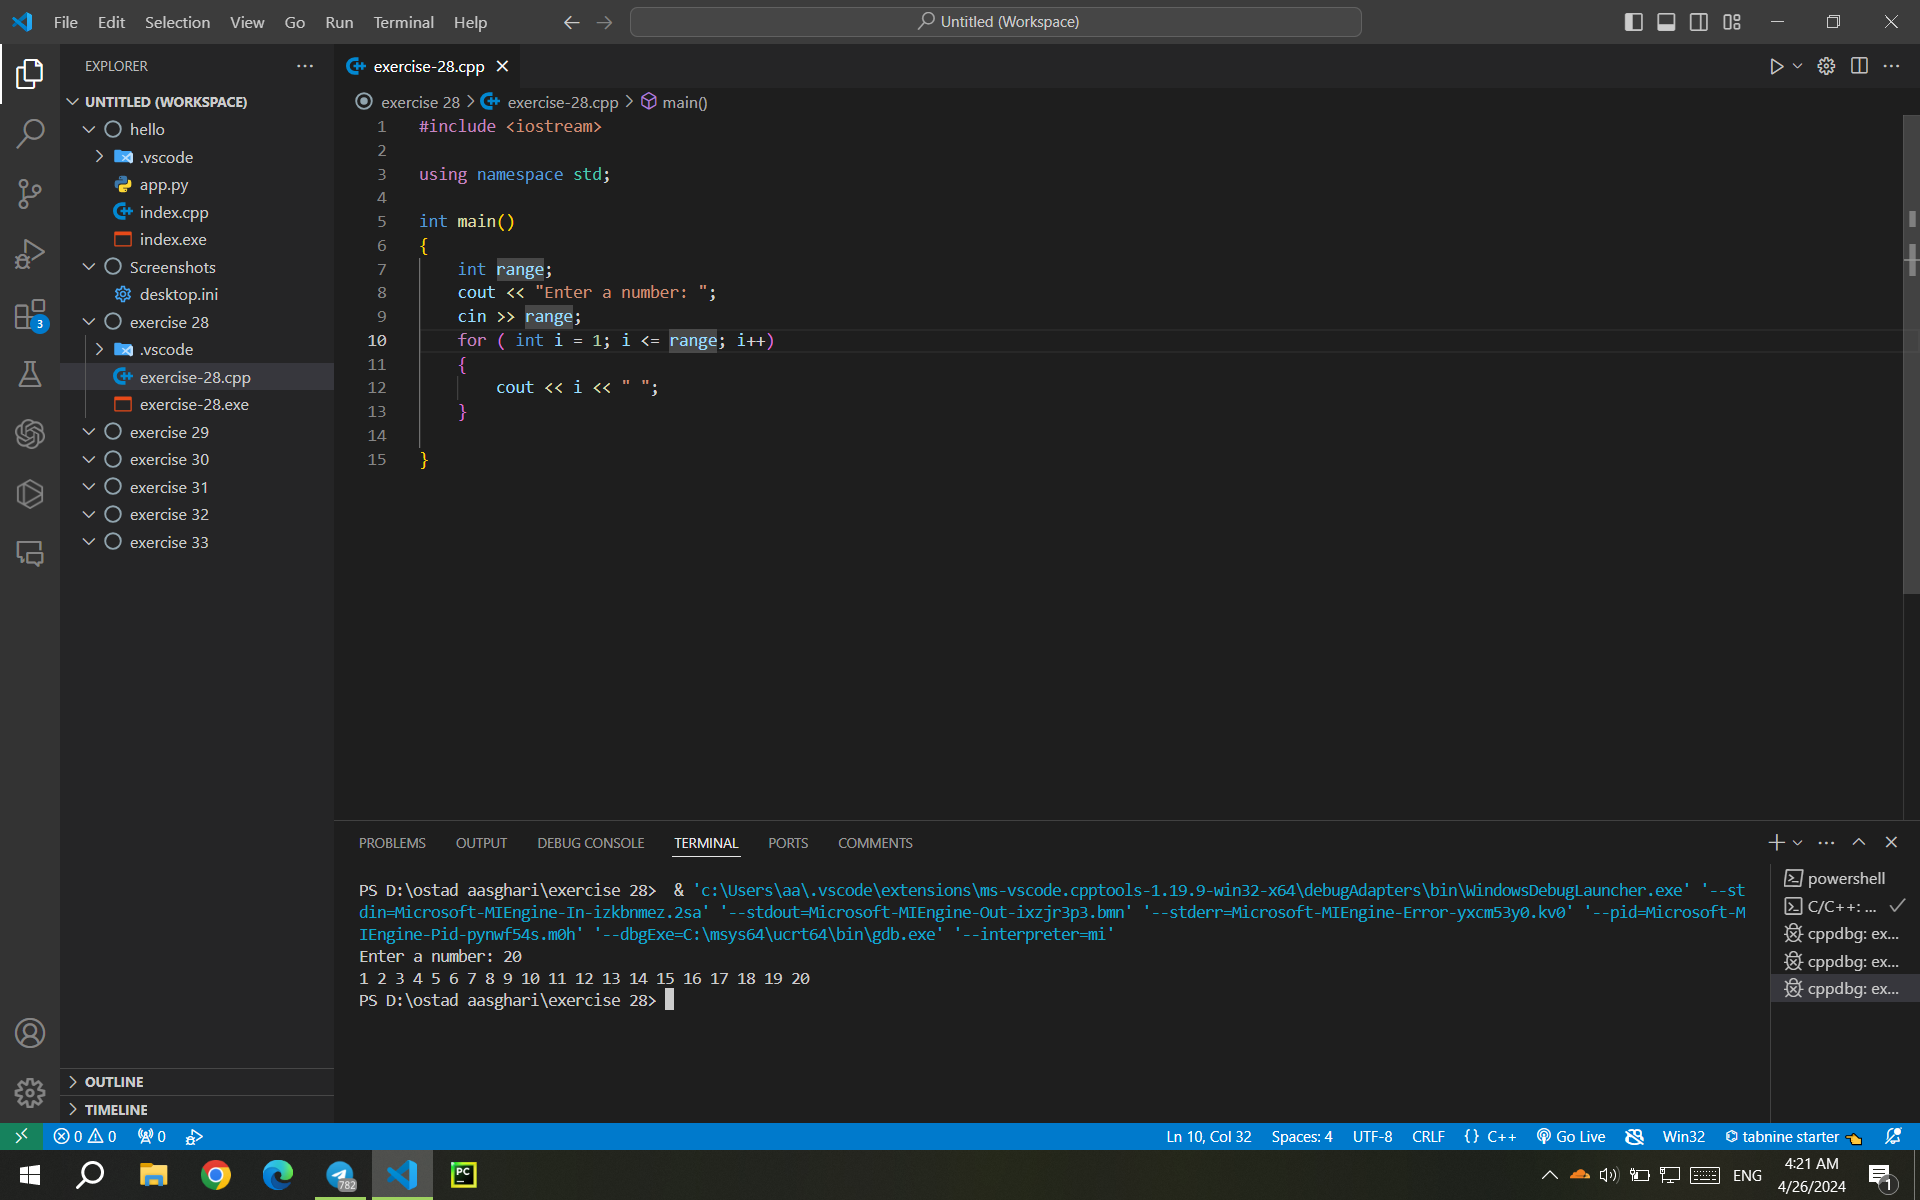 File Edit Selection View Go Run Terminal Help
Untitled (Workspace)
EXPLORER
UNTITLED (WORKSPACE)
hello
.vscode
app.py
index.cpp
index.exe
Screenshots
desktop.ini
exercise 28
.vscode
exercise-28.cpp
exercise-28.exe
exercise 29
exercise 30
exercise 31
exercise 32
exercise 33
OUTLINE
TIMELINE
3
exercise-28.cpp
exercise 28 > exercise-28.cpp > main()
1 #include <iostream>
2
3 using namespace std;
4
5 int main()
6 {
7 int range;
8 cout << "Enter a number: ";
9 cin >> range;
10 for ( int i = 1; i <= range; i++)
11 {
12 cout << i << " ";
13 }
14
15 }
PROBLEMS OUTPUT DEBUG CONSOLE TERMINAL PORTS COMMENTS
PS D:\ostad aasghari\exercise 28>  & 'c:\Users\aa\.vscode\extensions\ms-vscode.cpptools-1.19.9-win32-x64\debugAdapters\bin\WindowsDebugLauncher.exe' '--st
din=Microsoft-MIEngine-In-izkbnmez.2sa' '--stdout=Microsoft-MIEngine-Out-ixzjr3p3.bmn' '--stderr=Microsoft-MIEngine-Error-yxcm53y0.kv0' '--pid=Microsoft-M
IEngine-Pid-pynwf54s.m0h' '--dbgExe=C:\msys64\ucrt64\bin\gdb.exe' '--interpreter=mi'
Enter a number: 20
1 2 3 4 5 6 7 8 9 10 11 12 13 14 15 16 17 18 19 20
PS D:\ostad aasghari\exercise 28>
powershell
C/C++: ...
cppdbg: ex...
cppdbg: ex...
cppdbg: ex...
0 0 0 Ln 10, Col 32 Spaces: 4 UTF-8 CRLF {} C++ Go Live Win32 tabnine starter
782
PC
ENG
4:21 AM
4/26/2024
1